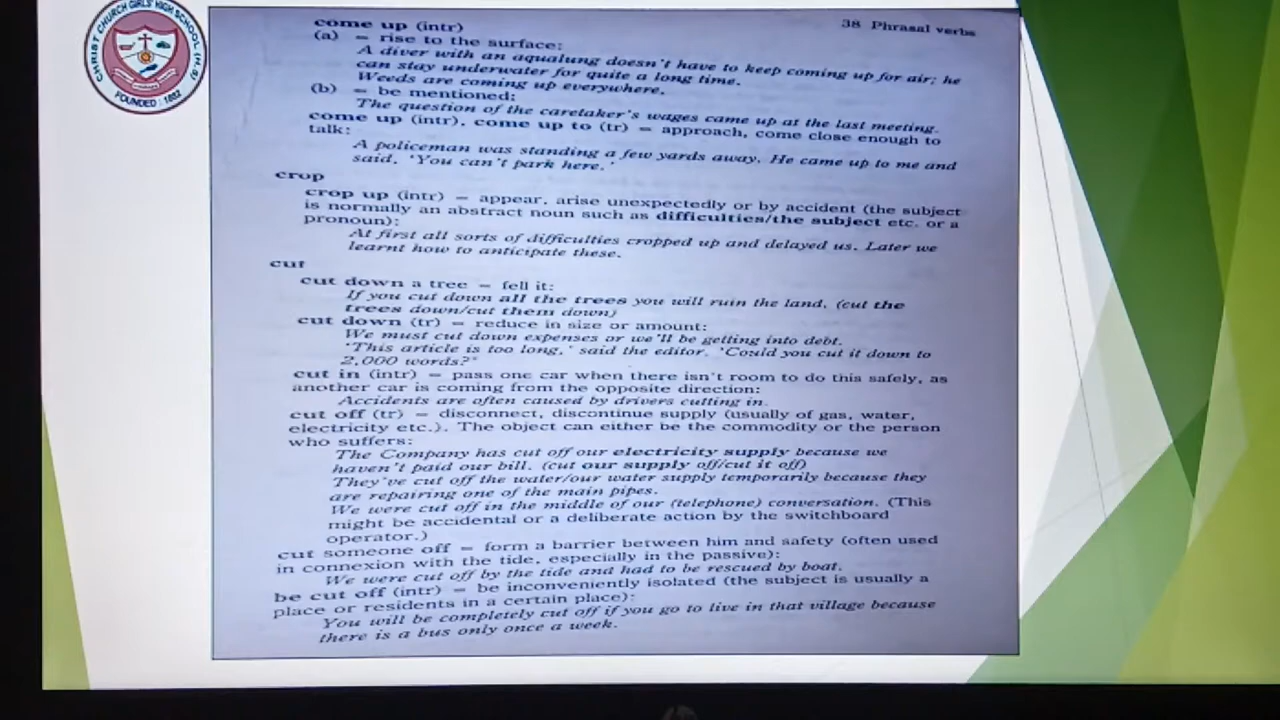 CHRIST CHURCH GIRLS' HIGH SCHOOL (H.S)
FOUNDED : 1882
38 Phrasal verbs
come up (intr)
(a) = rise to the surface:
A diver with an aqualung doesn't have to keep coming up for air; he
can stay underwater for quite a long time.
Weeds are coming up everywhere.
(b) = be mentioned:
The question of the caretaker's wages came up at the last meeting.
come up (intr), come up to (tr) = approach, come close enough to
talk:
A policeman was standing a few yards away. He came up to me and
said, 'You can't park here.'
crop
crop up (intr) = appear, arise unexpectedly or by accident (the subject
is normally an abstract noun such as difficulties/the subject etc. or a
pronoun):
At first all sorts of difficulties cropped up and delayed us. Later we
learnt how to anticipate these.
cut
cut down a tree = fell it:
If you cut down all the trees you will ruin the land. (cut the
trees down/cut them down)
cut down (tr) = reduce in size or amount:
We must cut down expenses or we'll be getting into debt.
'This article is too long,' said the editor. 'Could you cut it down to
2,000 words?'
cut in (intr) = pass one car when there isn't room to do this safely, as
another car is coming from the opposite direction:
Accidents are often caused by drivers cutting in.
cut off (tr) = disconnect, discontinue supply (usually of gas, water,
electricity etc.). The object can either be the commodity or the person
who suffers:
The Company has cut off our electricity supply because we
haven't paid our bill. (cut our supply off/cut it off)
They've cut off the water/our water supply temporarily because they
are repairing one of the main pipes.
We were cut off in the middle of our (telephone) conversation. (This
might be accidental or a deliberate action by the switchboard
operator.)
cut someone off = form a barrier between him and safety (often used
in connexion with the tide, especially in the passive):
We were cut off by the tide and had to be rescued by boat.
be cut off (intr) = be inconveniently isolated (the subject is usually a
place or residents in a certain place):
You will be completely cut off if you go to live in that village because
there is a bus only once a week.